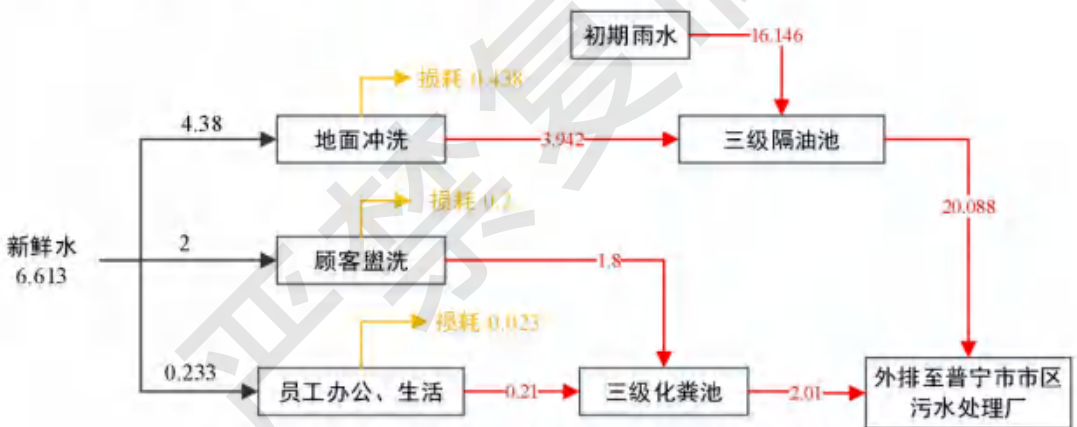 初期雨水
16.146
损耗 0.438
4.38
地面冲洗
3.942
三级隔油池
损耗 0.2
20.088
新鲜水
6.613
2
顾客盥洗
1.8
损耗 0.023
0.233
员工办公、生活
0.21
三级化粪池
2.01
外排至普宁市市区
污水处理厂
严禁复